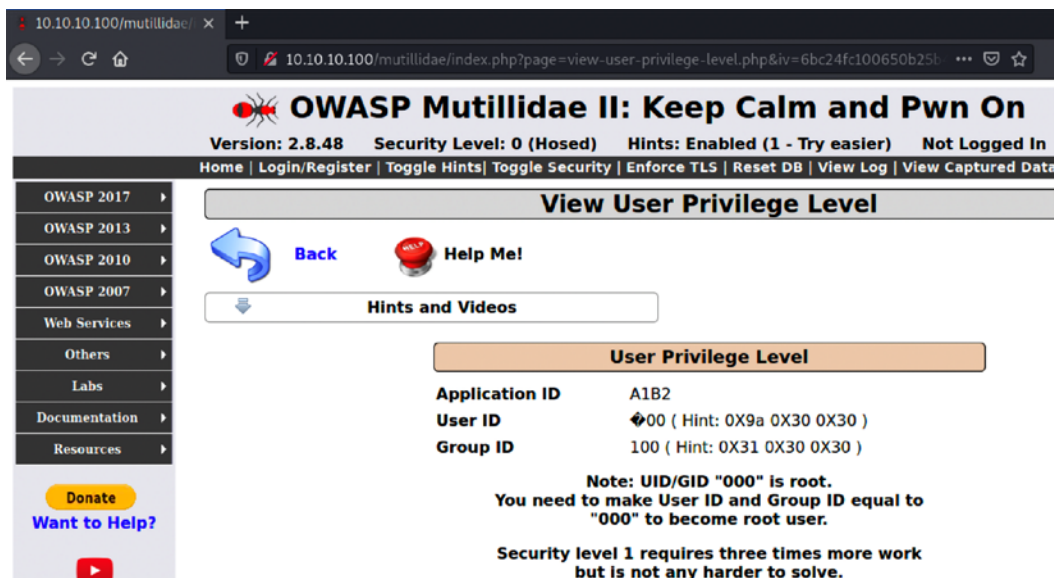 10.10.10.100/mutillidae/
10.10.10.100/mutillidae/index.php?page=view-user-privilege-level.php&iv=6bc24fc100650b25b
OWASP Mutillidae II: Keep Calm and Pwn On
Version: 2.8.48 Security Level: 0 (Hosed) Hints: Enabled (1 - Try easier) Not Logged In
Home | Login/Register | Toggle Hints| Toggle Security | Enforce TLS | Reset DB | View Log | View Captured Data
OWASP 2017
OWASP 2013
OWASP 2010
OWASP 2007
Web Services
Others
Labs
Documentation
Resources
Donate
Want to Help?
View User Privilege Level
Back
HELP
Help Me!
Hints and Videos
User Privilege Level
Application ID A1B2
User ID �00 ( Hint: 0X9a 0X30 0X30 )
Group ID 100 ( Hint: 0X31 0X30 0X30 )
Note: UID/GID "000" is root.
You need to make User ID and Group ID equal to
"000" to become root user.
Security level 1 requires three times more work
but is not any harder to solve.